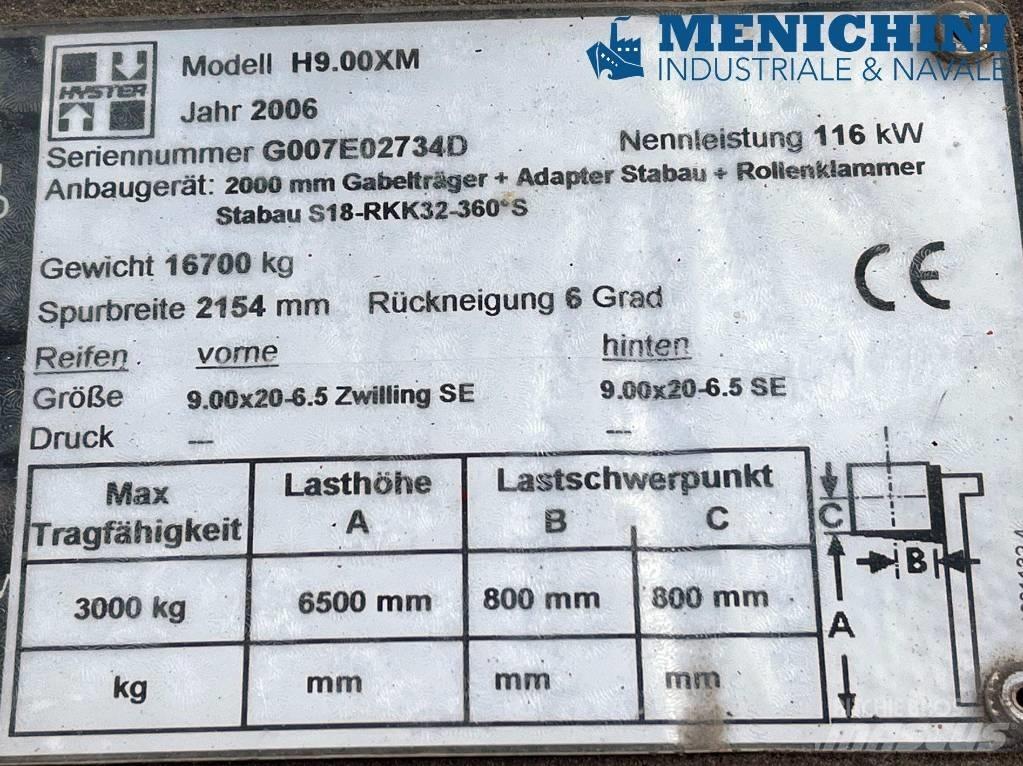 MENICHINI
INDUSTRIALE & NAVALE
HYSTER
Modell H9.00XM
Jahr 2006
Seriennummer G007E02734D
Nennleistung 116 kW
Anbaugerät: 2000 mm Gabelträger + Adapter Stabau + Rollenklammer
Stabau S18-RKK32-360°S
Gewicht 16700 kg
CE
Spurbreite 2154 mm Rückneigung 6 Grad
Reifen vorne hinten
Größe 9.00x20-6.5 Zwilling SE 9.00x20-6.5 SE
Druck --- ---
Max Tragfähigkeit Lasthöhe A Lastschwerpunkt B C
3000 kg 6500 mm 800 mm 800 mm
kg mm mm mm
C
B
A